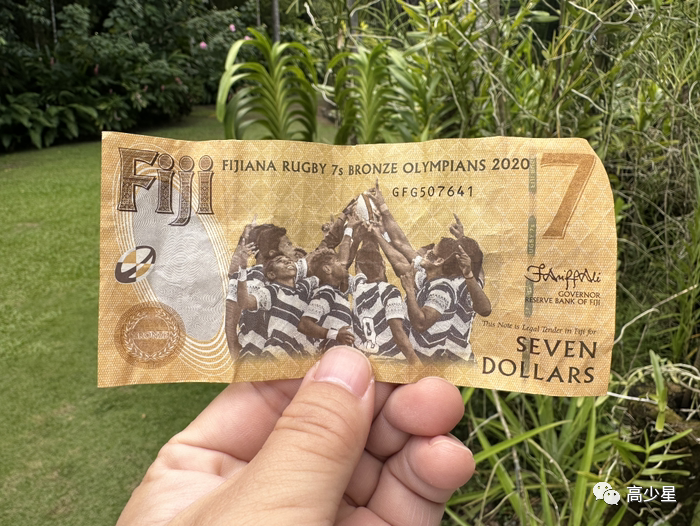 Fiji
FIJIANA RUGBY 7s BRONZE OLYMPIANS 2020
7
GFG507641
GOVERNOR
RESERVE BANK OF FIJI
This Note is Legal Tender in Fiji for
SEVEN
DOLLARS
高少星